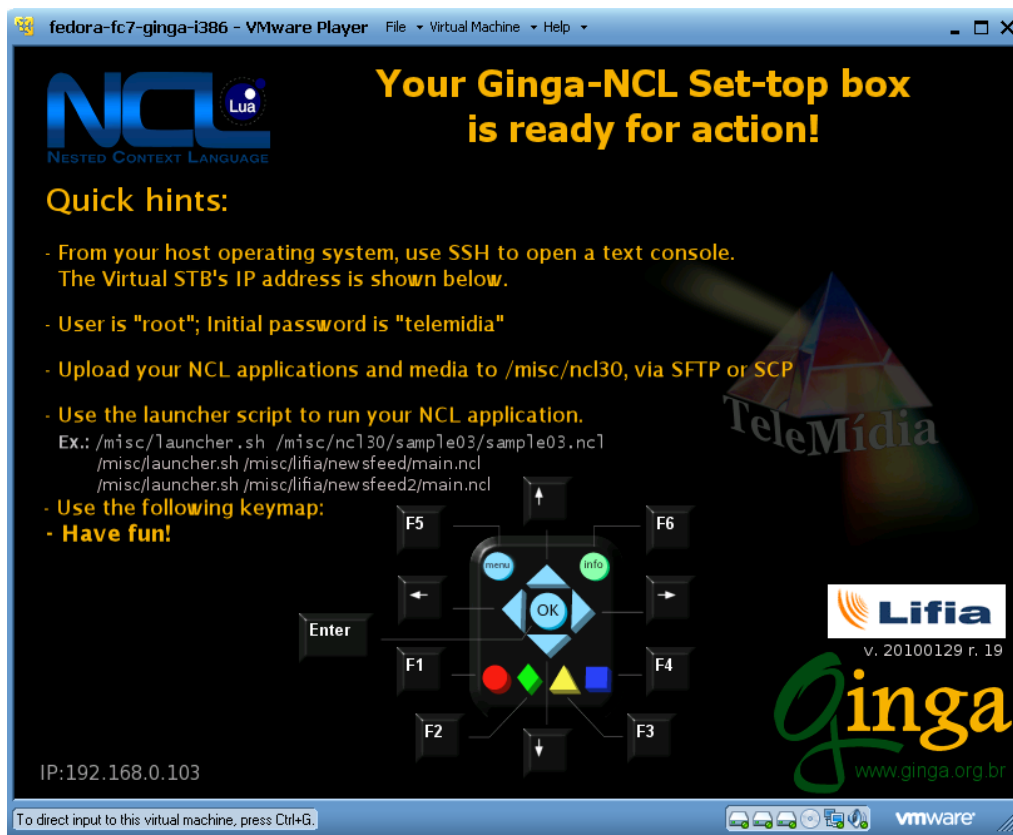 fedora-fc7-ginga-i386 - VMware Player File Virtual Machine Help
NCL Lua
NESTED CONTEXT LANGUAGE
Your Ginga-NCL Set-top box
is ready for action!
Quick hints:
- From your host operating system, use SSH to open a text console.
The Virtual STB's IP address is shown below.
- User is "root"; Initial password is "telemidia"
- Upload your NCL applications and media to /misc/ncl30, via SFTP or SCP
- Use the launcher script to run your NCL application.
Ex.: /misc/launcher.sh /misc/ncl30/sample03/sample03.ncl
/misc/launcher.sh /misc/lifia/newsfeed/main.ncl
/misc/launcher.sh /misc/lifia/newsfeed2/main.ncl
- Use the following keymap:
- Have fun!
TeleMídia
F5
F6
menu
info
OK
Enter
F1
F4
F2
F3
Lifia
v. 20100129 r. 19
ginga
www.ginga.org.br
IP:192.168.0.103
To direct input to this virtual machine, press Ctrl+G.
vmware